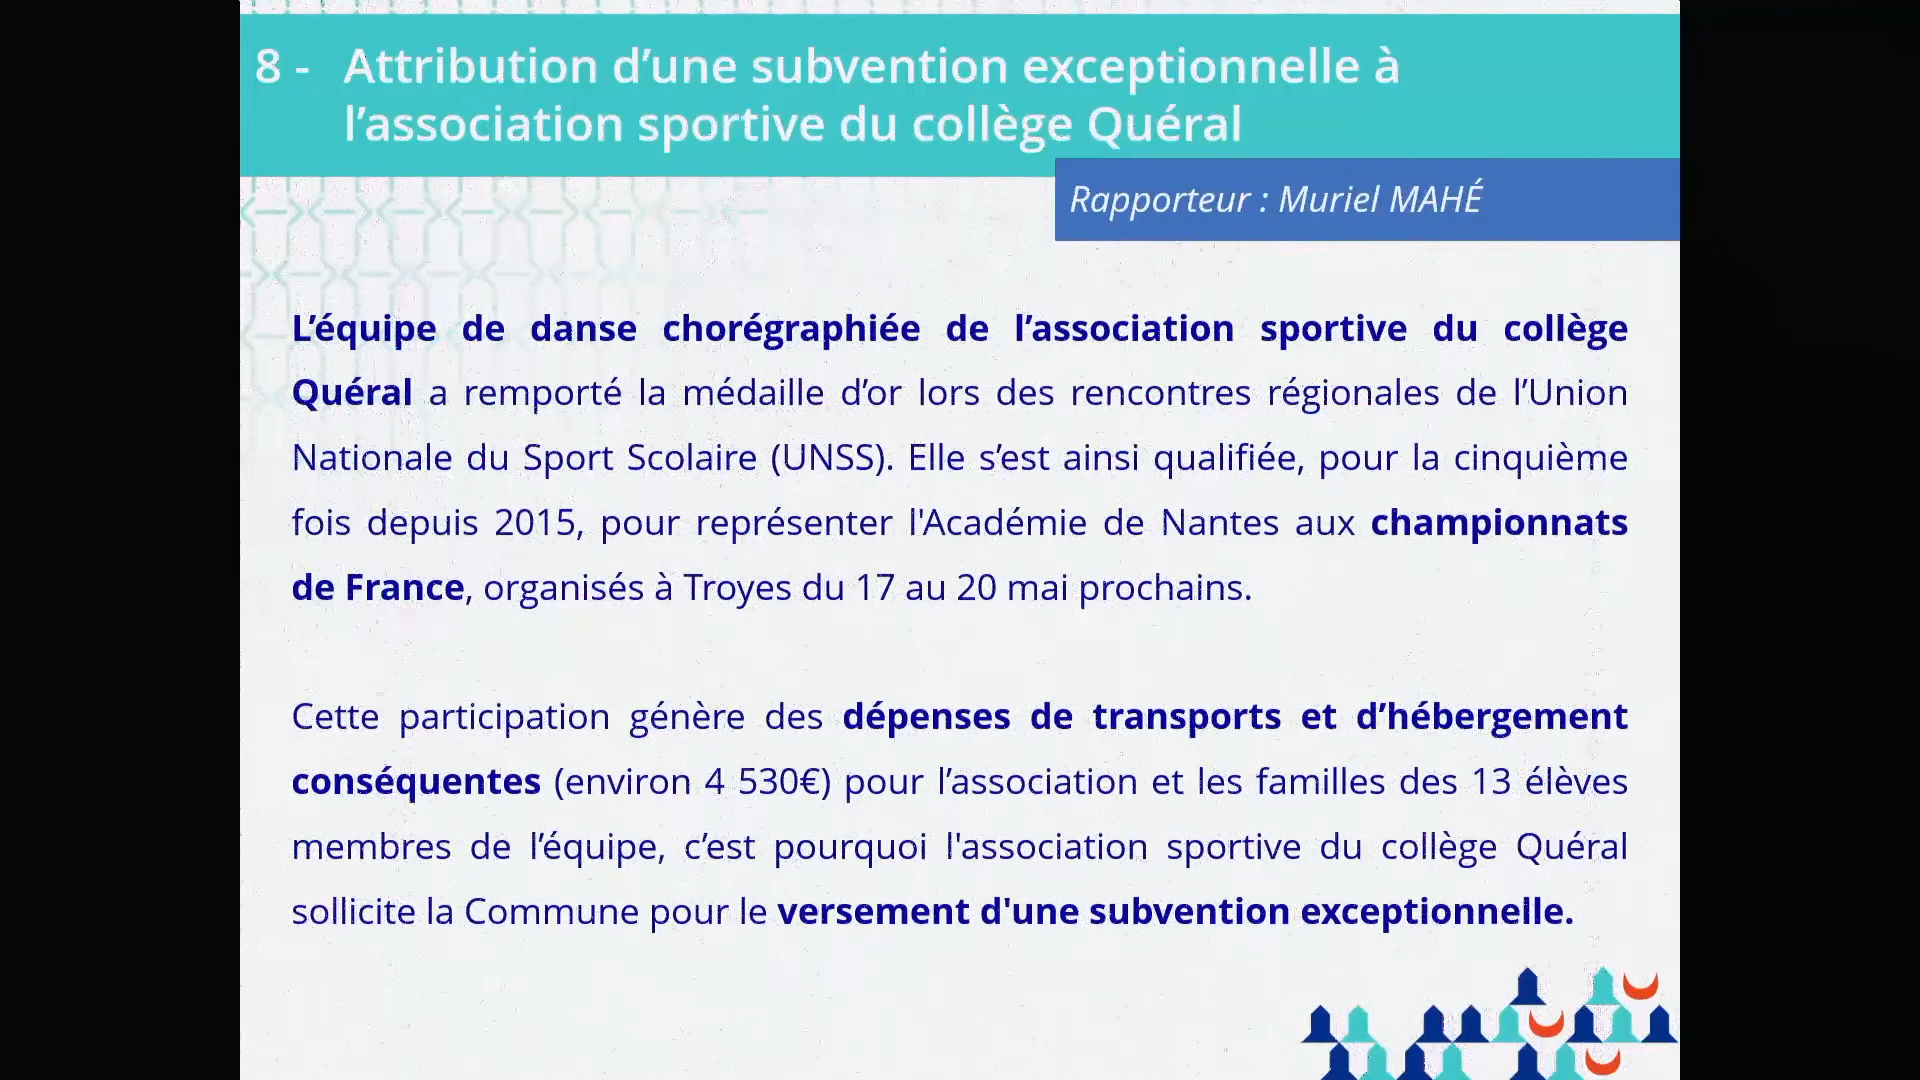 8 - Attribution d’une subvention exceptionnelle à
l’association sportive du collège Quéral
Rapporteur : Muriel MAHÉ
L’équipe de danse chorégraphiée de l’association sportive du collège
Quéral a remporté la médaille d’or lors des rencontres régionales de l’Union
Nationale du Sport Scolaire (UNSS). Elle s’est ainsi qualifiée, pour la cinquième
fois depuis 2015, pour représenter l'Académie de Nantes aux championnats
de France, organisés à Troyes du 17 au 20 mai prochains.
Cette participation génère des dépenses de transports et d’hébergement
conséquentes (environ 4 530€) pour l’association et les familles des 13 élèves
membres de l’équipe, c’est pourquoi l'association sportive du collège Quéral
sollicite la Commune pour le versement d'une subvention exceptionnelle.